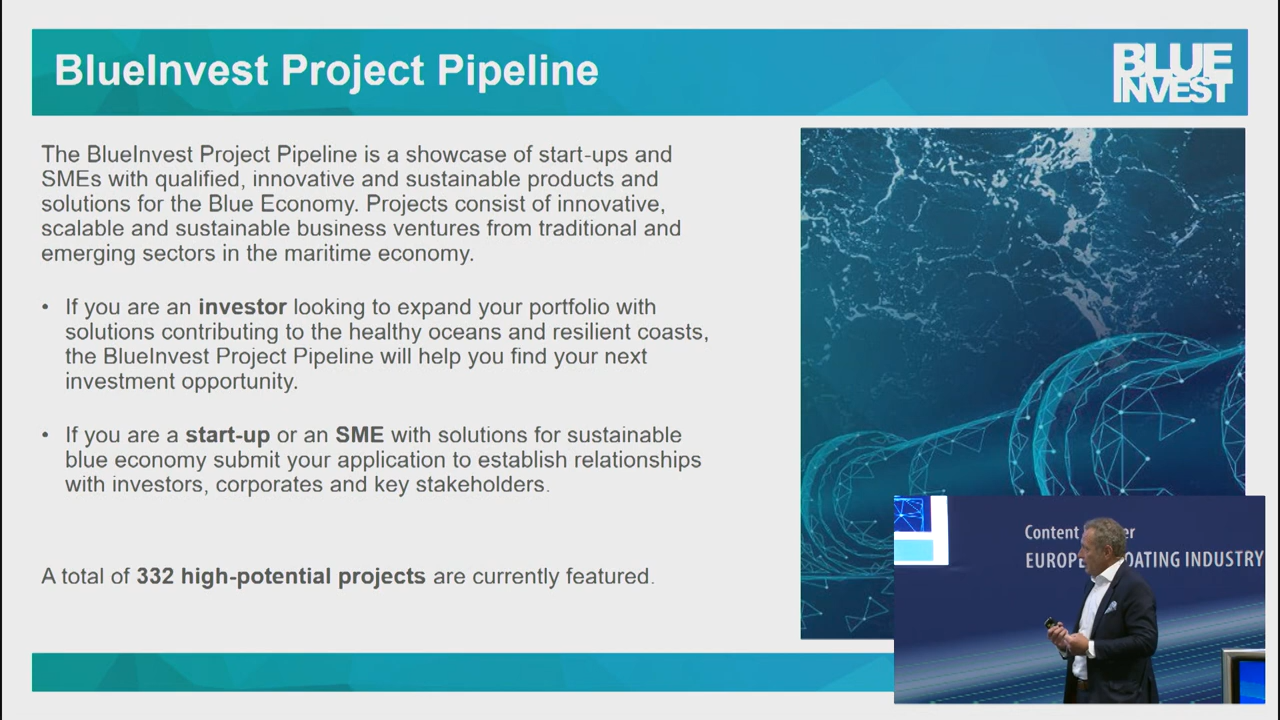 BlueInvest Project Pipeline
BLUE
INVEST
The BlueInvest Project Pipeline is a showcase of start-ups and
SMEs with qualified, innovative and sustainable products and
solutions for the Blue Economy. Projects consist of innovative,
scalable and sustainable business ventures from traditional and
emerging sectors in the maritime economy.
• If you are an investor looking to expand your portfolio with
solutions contributing to the healthy oceans and resilient coasts,
the BlueInvest Project Pipeline will help you find your next
investment opportunity.
• If you are a start-up or an SME with solutions for sustainable
blue economy submit your application to establish relationships
with investors, corporates and key stakeholders.
A total of 332 high-potential projects are currently featured.
Content
INDUSTRY